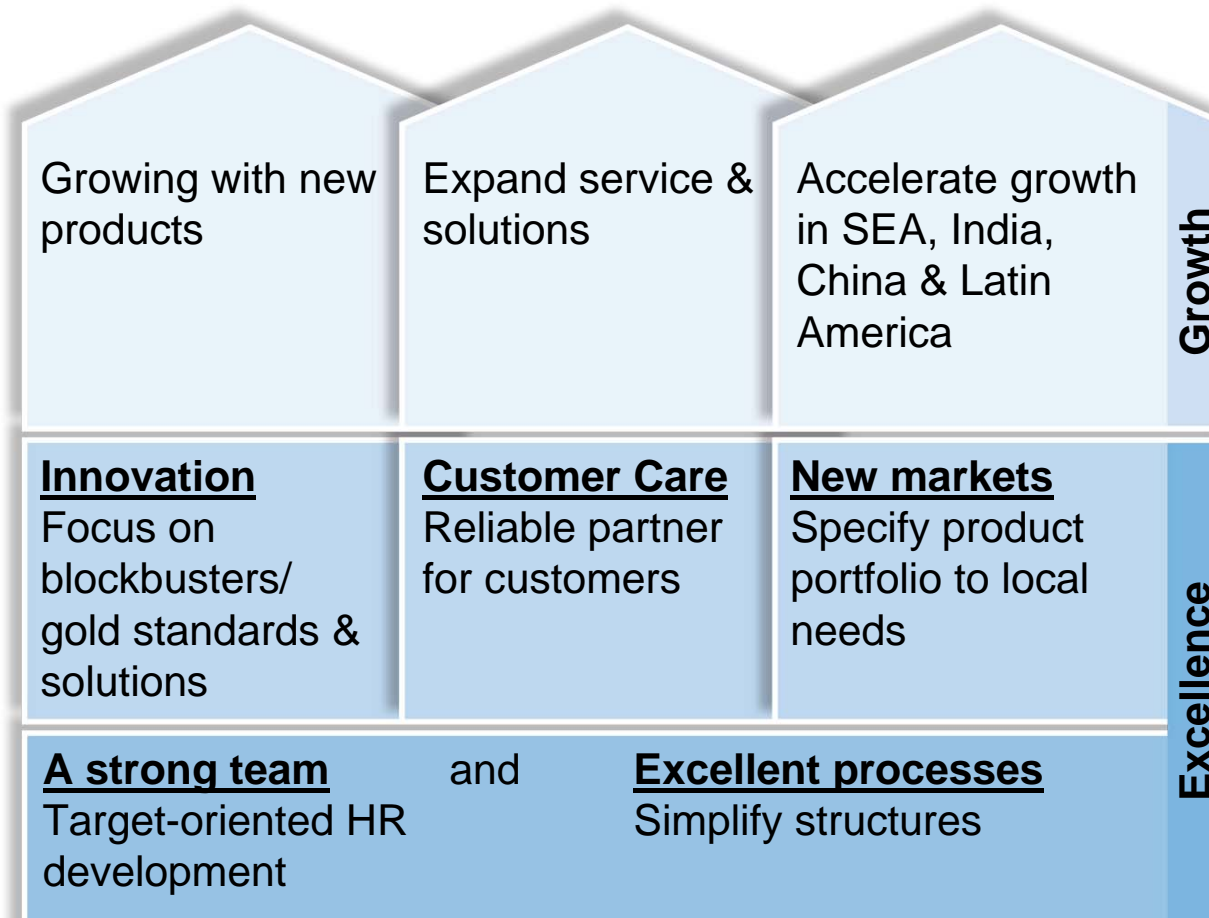 Growing with new
products
Expand service &
solutions
Accelerate growth
in SEA, India,
China & Latin
America
Growth
Innovation
Focus on
blockbusters/
gold standards &
solutions
Customer Care
Reliable partner
for customers
New markets
Specify product
portfolio to local
needs
Excellence
A strong team and Excellent processes
Target-oriented HR
development
Simplify structures